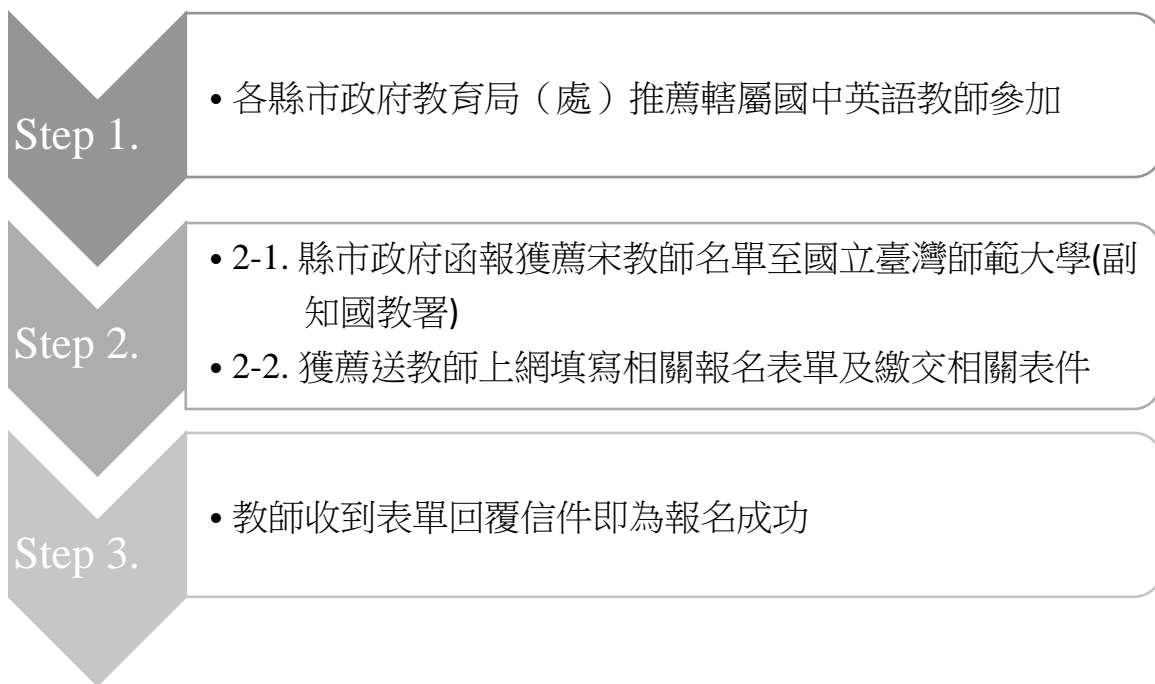 Step 1.
• 各縣市政府教育局（處）推薦轄屬國中英語教師參加
Step 2.
• 2-1. 縣市政府函報獲薦宋教師名單至國立臺灣師範大學(副
知國教署)
• 2-2. 獲薦送教師上網填寫相關報名表單及繳交相關表件
Step 3.
• 教師收到表單回覆信件即為報名成功